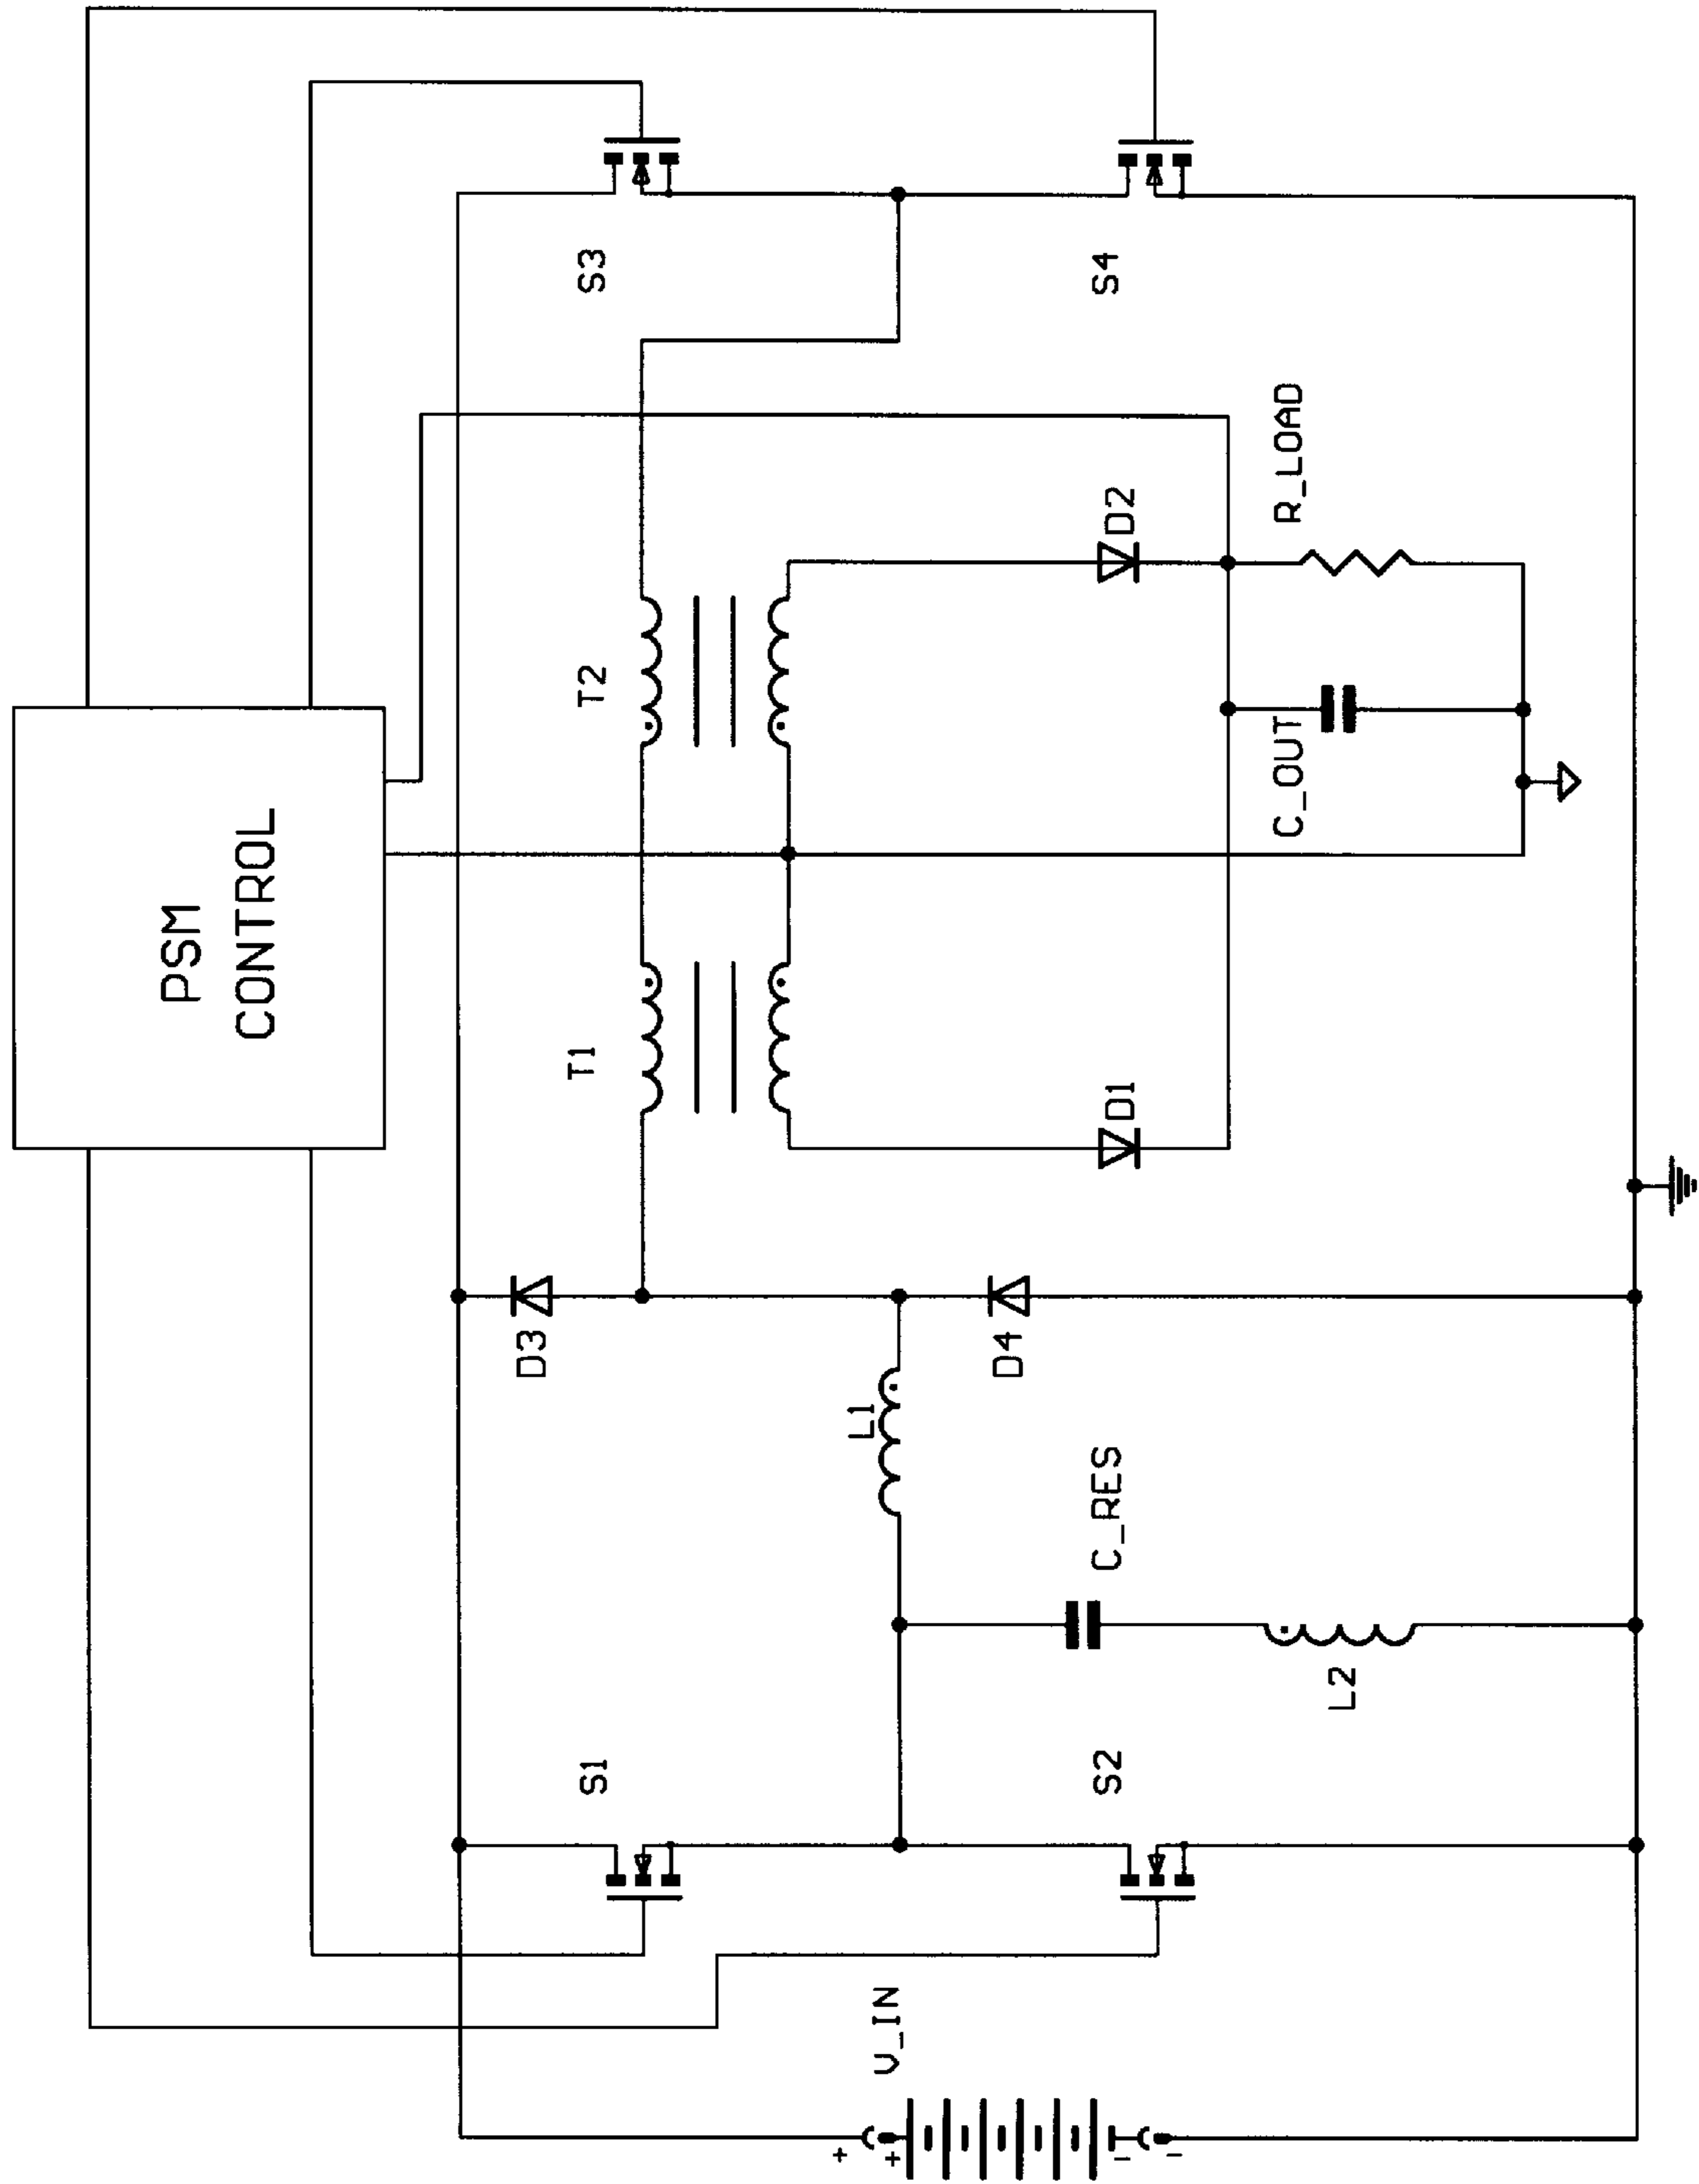 PSM
CONTROL
S3
S4
R_LOAD
D2
T2
C_OUT
T1
D1
D3
D4
L1
C_RES
L2
S1
S2
V_IN
+
+
-
-